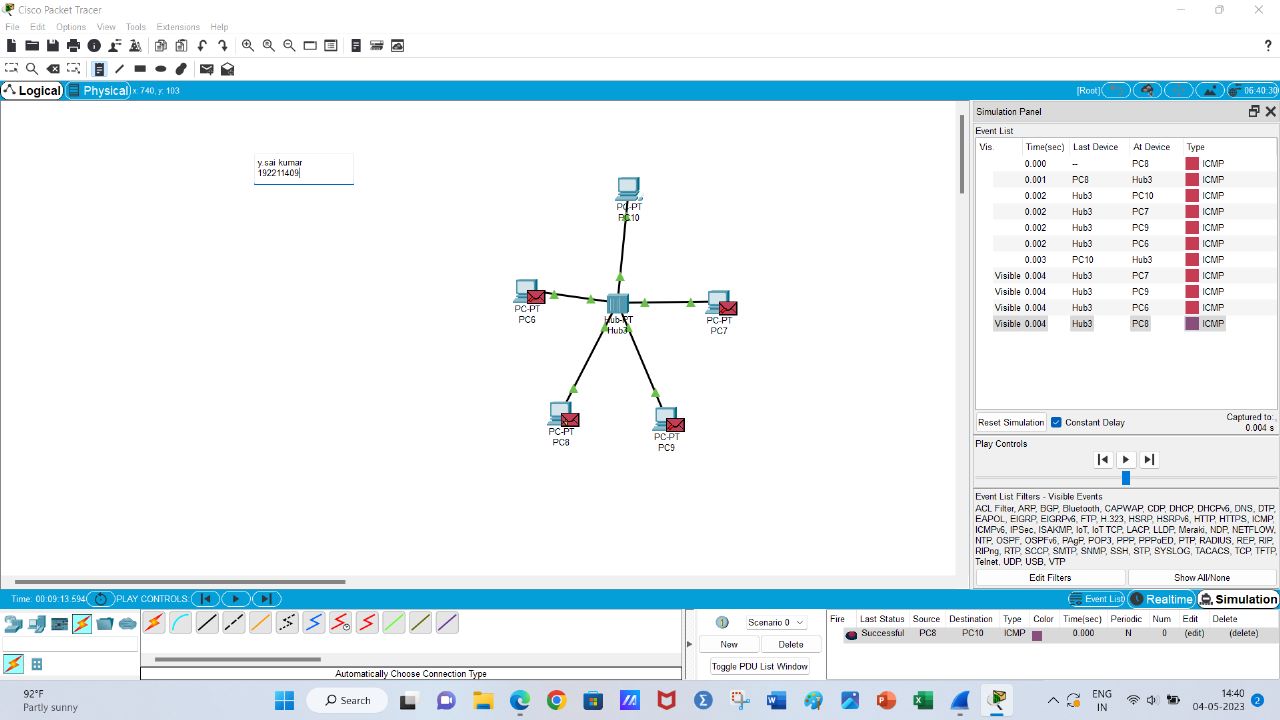 Cisco Packet Tracer
File Edit Options View Tools Extensions Help
?
Logical Physical x: 740, y: 103 [Root] 06:40:30
y.sai kumar
192211409
PC-PT
PC10
PC-PT
PC6
Hub-PT
Hub3
PC-PT
PC7
PC-PT
PC8
PC-PT
PC9
Simulation Panel
Event List
Vis. Time(sec) Last Device At Device Type
0.000 -- PC8 ICMP
0.001 PC8 Hub3 ICMP
0.002 Hub3 PC10 ICMP
0.002 Hub3 PC7 ICMP
0.002 Hub3 PC9 ICMP
0.002 Hub3 PC6 ICMP
0.003 PC10 Hub3 ICMP
Visible 0.004 Hub3 PC7 ICMP
Visible 0.004 Hub3 PC9 ICMP
Visible 0.004 Hub3 PC6 ICMP
Visible 0.004 Hub3 PC8 ICMP
Reset Simulation Constant Delay Captured to:
0.004 s
Play Controls
Event List Filters - Visible Events
ACL Filter, ARP, BGP, Bluetooth, CAPWAP, CDP, DHCP, DHCPv6, DNS, DTP,
EAPOL, EIGRP, EIGRPv6, FTP, H.323, HSRP, HSRPv6, HTTP, HTTPS, ICMP,
ICMPv6, IPSec, ISAKMP, IoT, IoT TCP, LACP, LLDP, Meraki, NDP, NETFLOW,
NTP, OSPF, OSPFv6, PAgP, POP3, PPP, PPPoED, PTP, RADIUS, REP, RIP,
RIPng, RTP, SCCP, SMTP, SNMP, SSH, STP, SYSLOG, TACACS, TCP, TFTP,
Telnet, UDP, USB, VTP
Edit Filters Show All/None
Time: 00:09:13.594 PLAY CONTROLS: Event List Realtime Simulation
Scenario 0
New Delete
Toggle PDU List Window
Fire Last Status Source Destination Type Color Time(sec) Periodic Num Edit Delete
Successful PC8 PC10 ICMP 0.000 N 0 (edit) (delete)
Automatically Choose Connection Type
92°F
Partly sunny
Search
ENG
IN
14:40
04-05-2023
2